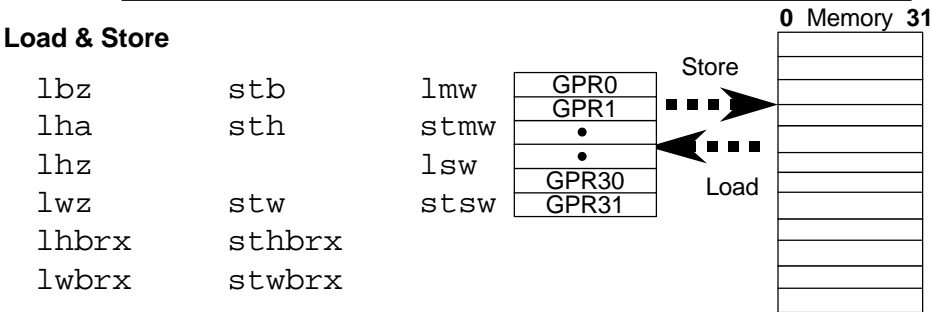 0 Memory 31
Load & Store
lbz stb lmw
lha sth stmw
lhz lsw
lwz stw stsw
lhbrx sthbrx
lwbrx stwbrx
GPR0
GPR1
•
•
GPR30
GPR31
Store
Load